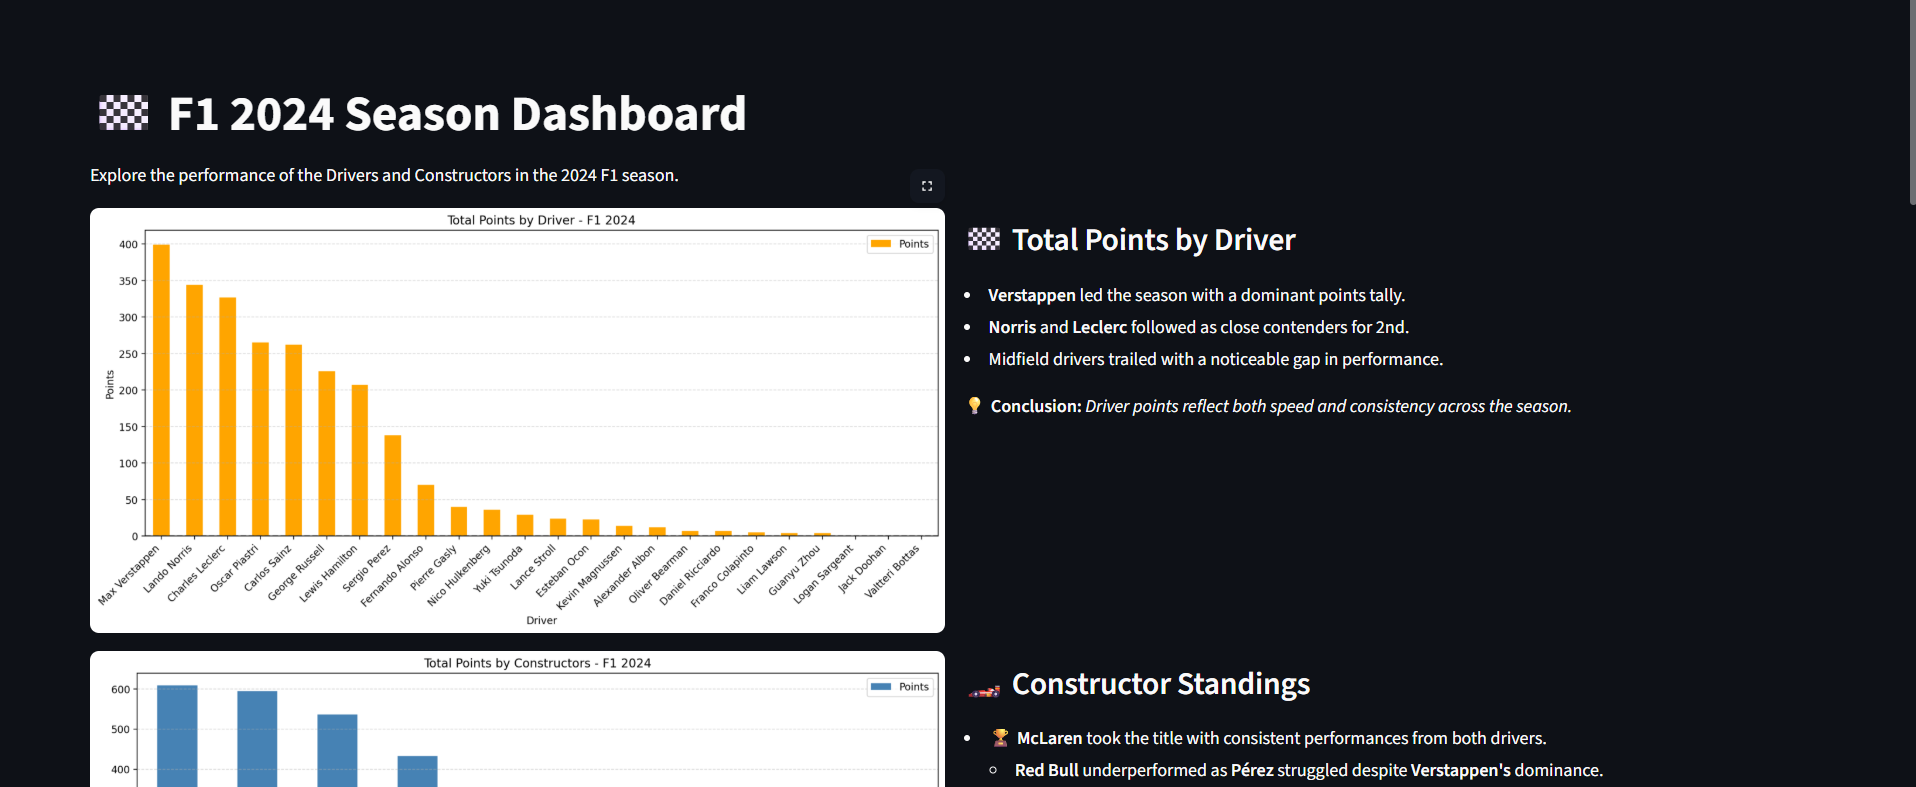 F1 2024 Season Dashboard
Explore the performance of the Drivers and Constructors in the 2024 F1 season.
Total Points by Driver - F1 2024
Points
400
350
300
250
200
150
100
50
0
Points
Max Verstappen
Lando Norris
Charles Leclerc
Oscar Piastri
Carlos Sainz
George Russell
Lewis Hamilton
Sergio Perez
Fernando Alonso
Pierre Gasly
Nico Hulkenberg
Yuki Tsunoda
Lance Stroll
Esteban Ocon
Kevin Magnussen
Alexander Albon
Oliver Bearman
Daniel Ricciardo
Franco Colapinto
Liam Lawson
Guanyu Zhou
Logan Sargeant
Jack Doohan
Valtteri Bottas
Driver
Total Points by Driver
• Verstappen led the season with a dominant points tally.
• Norris and Leclerc followed as close contenders for 2nd.
• Midfield drivers trailed with a noticeable gap in performance.
💡 Conclusion: Driver points reflect both speed and consistency across the season.
Total Points by Constructors - F1 2024
Points
600
500
400
Constructor Standings
• 🏆 McLaren took the title with consistent performances from both drivers.
○ Red Bull underperformed as Pérez struggled despite Verstappen's dominance.